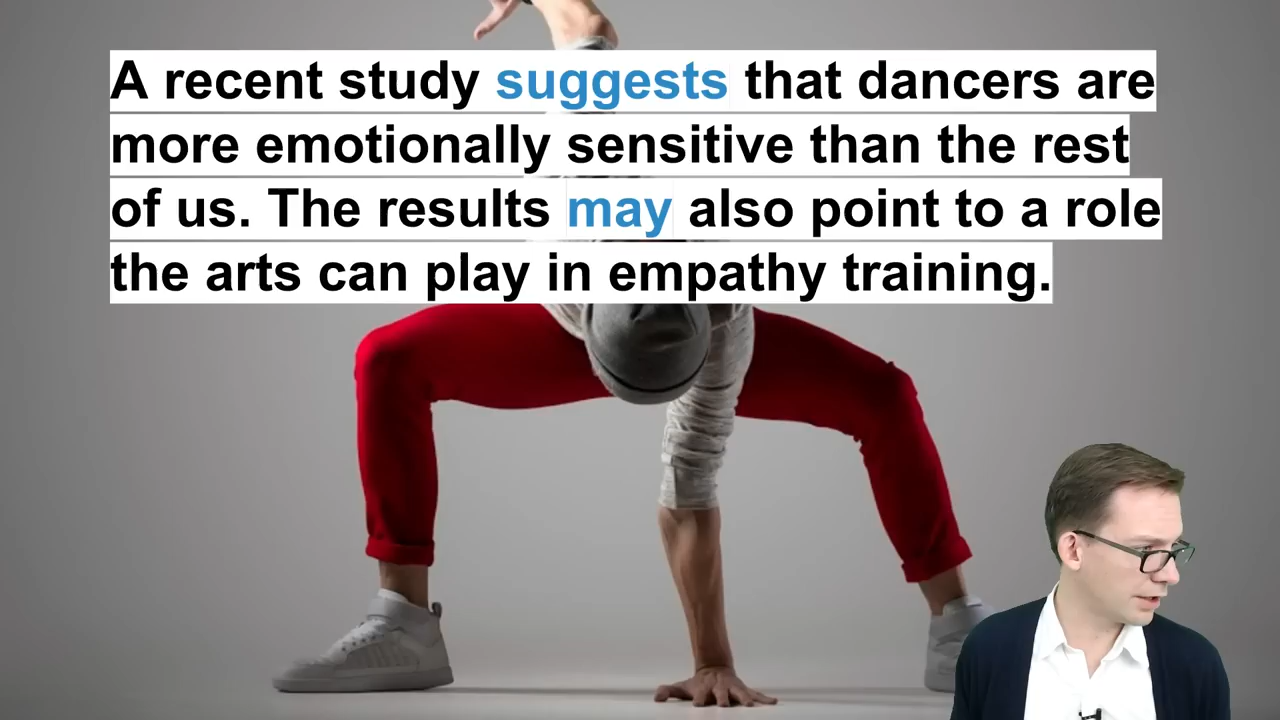 A recent study suggests that dancers are
more emotionally sensitive than the rest
of us. The results may also point to a role
the arts can play in empathy training.